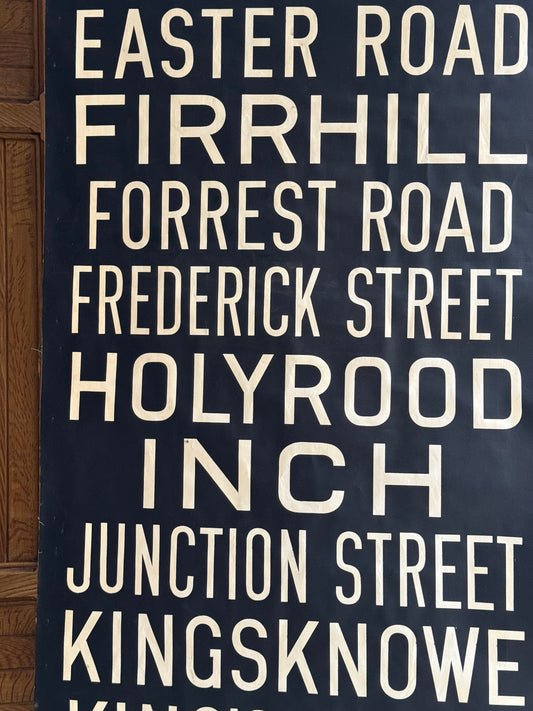 EASTER ROAD
FIRRHILL
FORREST ROAD
FREDERICK STREET
HOLYROOD
INCH
JUNCTION STREET
KINGSKNOWE